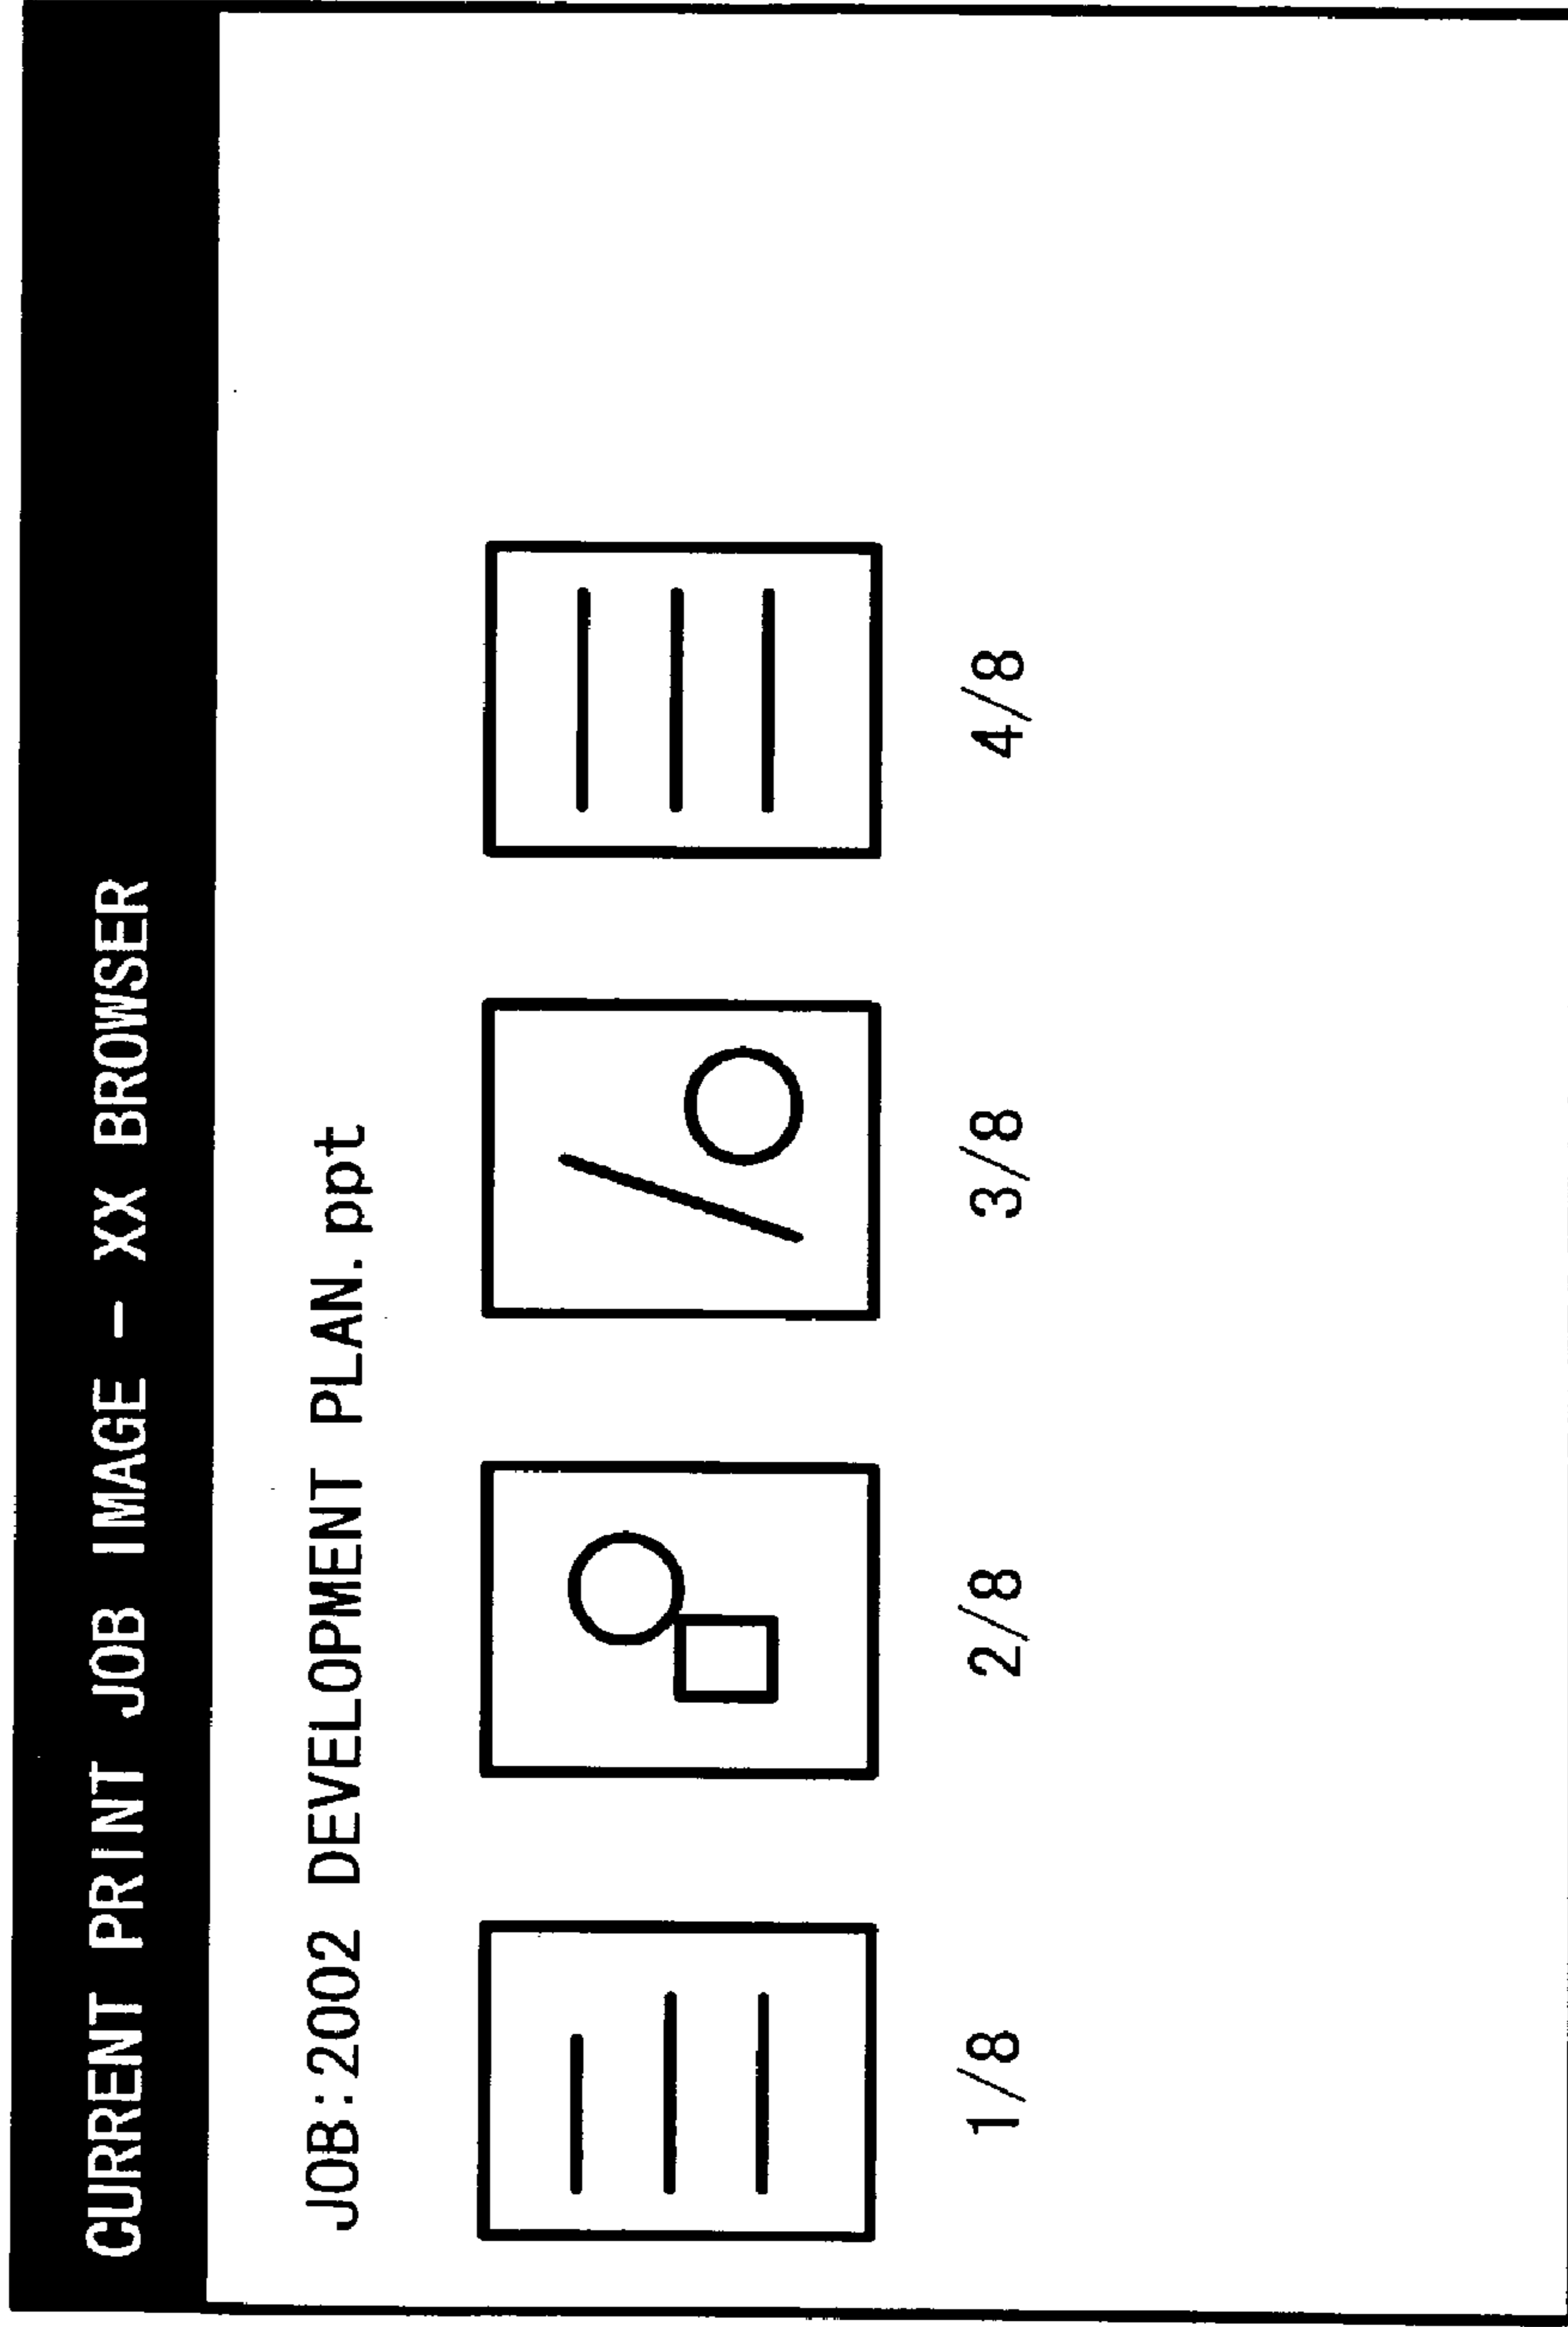 CURRENT PRINT JOB IMAGE - XX BROWSER
JOB:2002 DEVELOPMENT PLAN.ppt
1/8 2/8 3/8 4/8